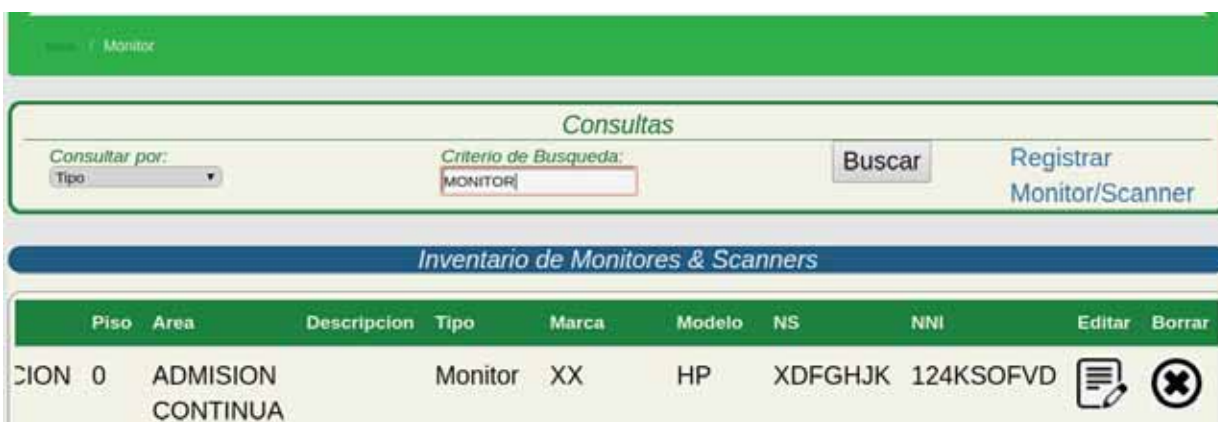 / Monitor
Consultas
Consultar por: Criterio de Busqueda: Buscar Registrar
Tipo MONITOR Monitor/Scanner
Inventario de Monitores & Scanners
Piso Area Descripcion Tipo Marca Modelo NS NNI Editar Borrar
CION 0 ADMISION Monitor XX HP XDFGHJK 124KSOFVD
CONTINUA